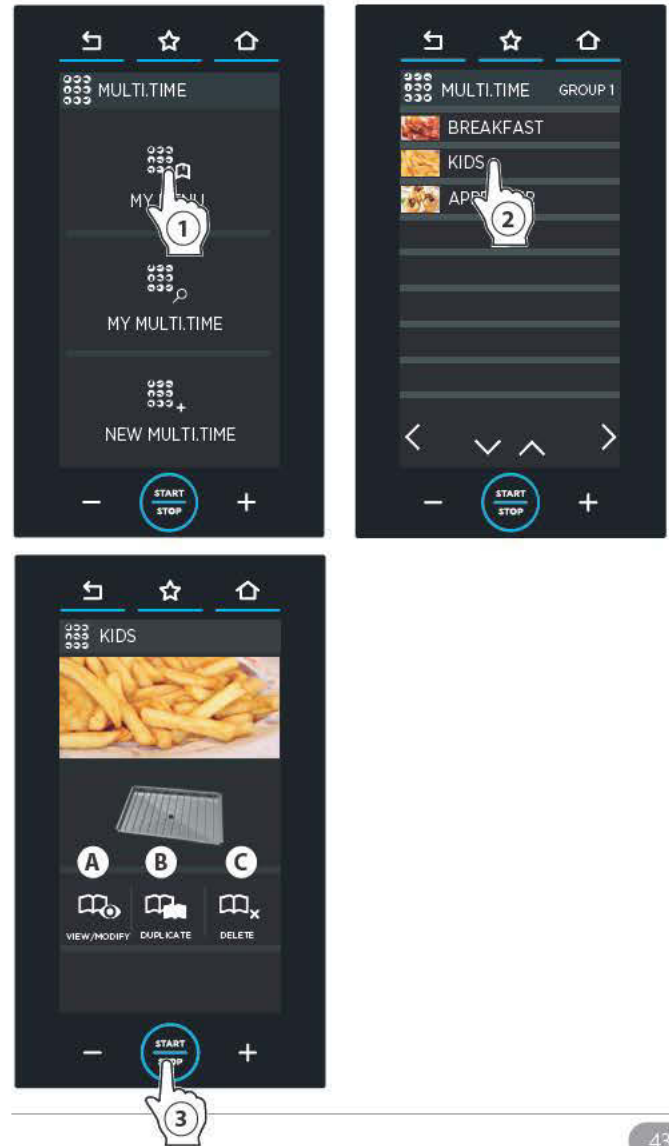 MULTI.TIME
1
MY MULTI.TIME
NEW MULTI.TIME
START
STOP
MULTI.TIME GROUP 1
BREAKFAST
KIDS
2
START
STOP
KIDS
A B C
VIEW/MODIFY DUPLICATE DELETE
START
3